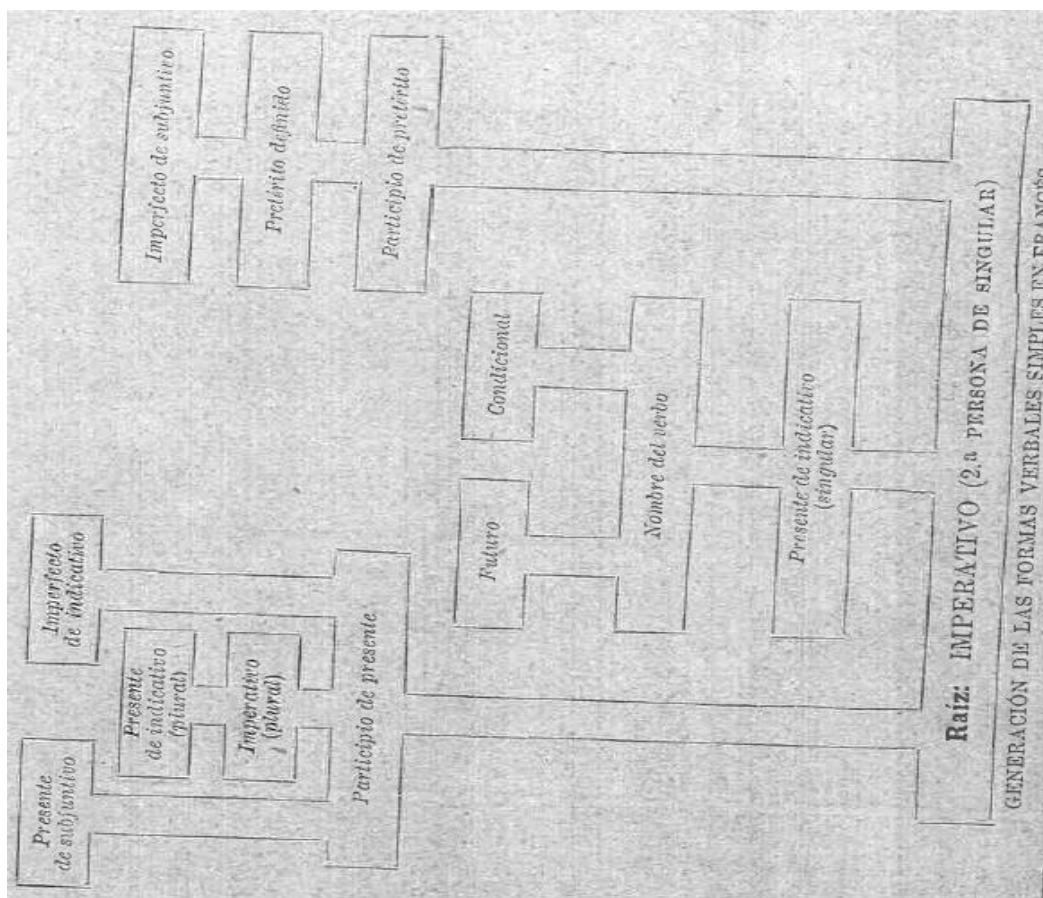 Presente
de subjuntivo
Imperfecto
de indicativo
Presente
de indicativo
(plural)
Imperativo
(plural)
Participio de presente
Imperfecto de subjuntivo
Pretérito definido
Participio de pretérito
Futuro
Condicional
Nombre del verbo
Presente de indicativo
(singular)
Raíz: IMPERATIVO (2.ª PERSONA DE SINGULAR)
GENERACIÓN DE LAS FORMAS VERBALES SIMPLES EN FRANCÉS